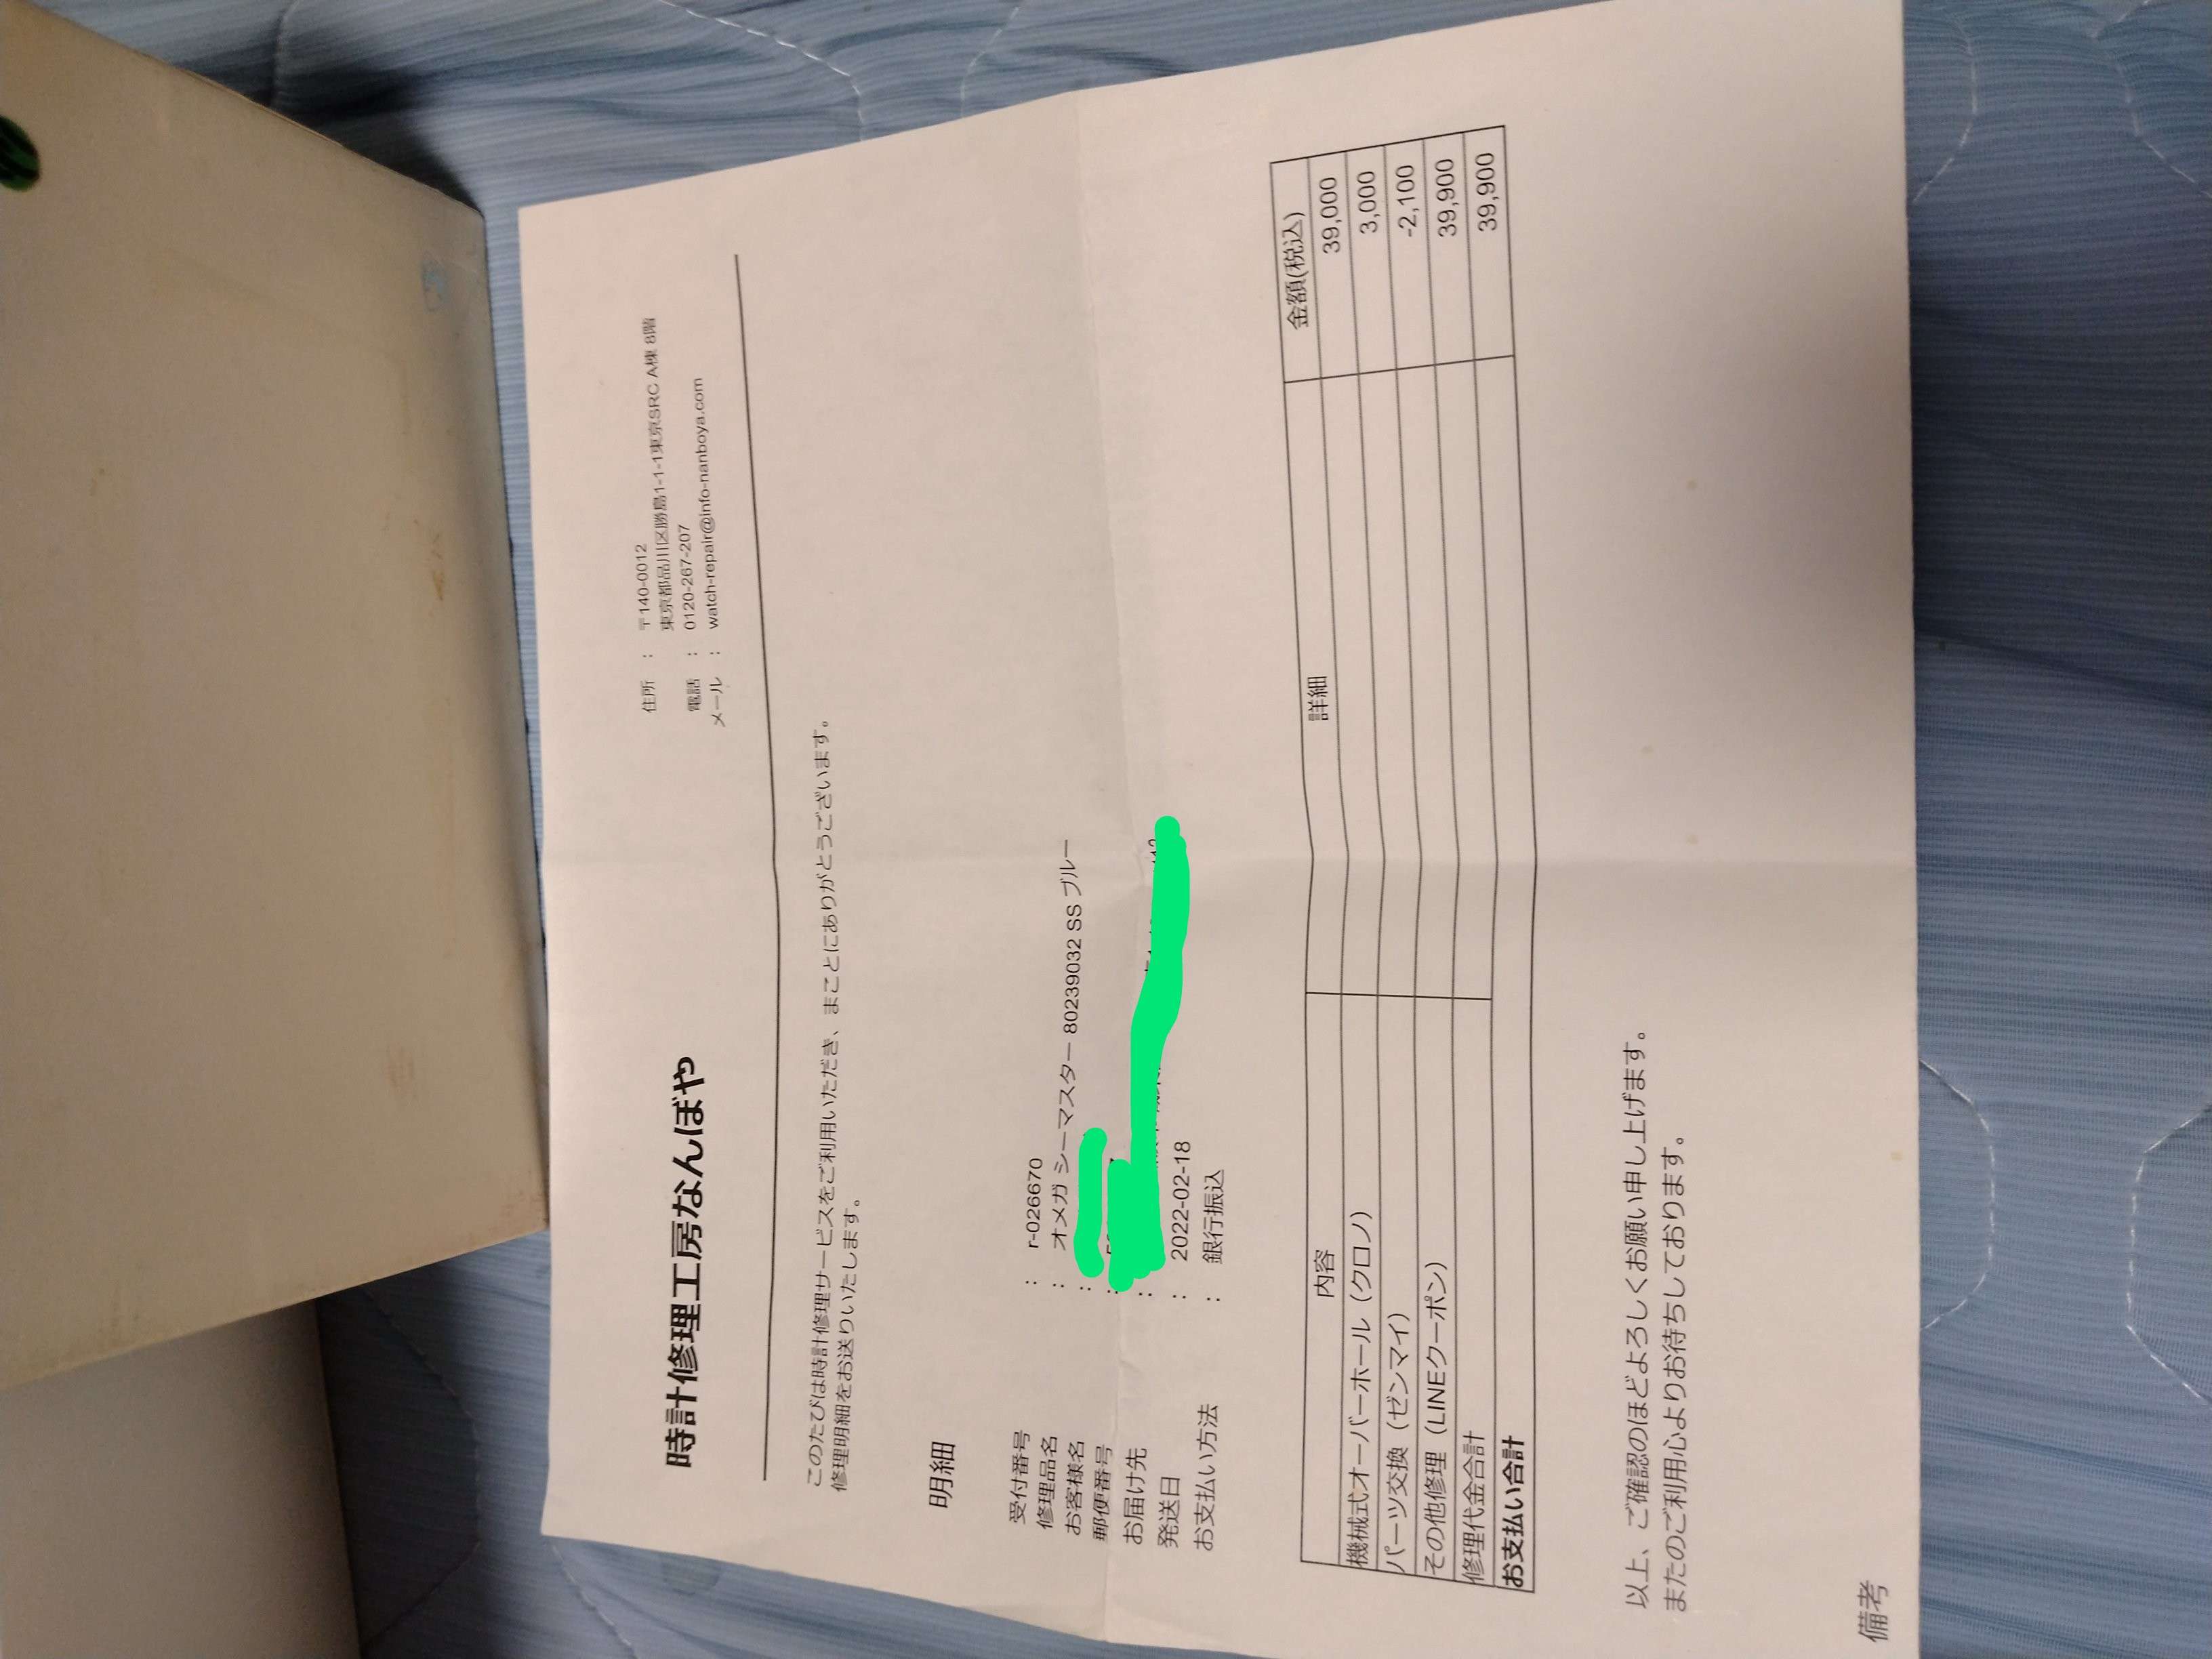 時計修理工房なんぼや
住所 : 〒140-0012
東京都品川区勝島1-1-1東京SRC A棟 8階
電話 : 0120-267-207
メール : watch-repair@info-nanboya.com
このたびは時計修理サービスをご利用いただき、まことにありがとうございます。
修理明細をお送りいたします。
明細
受付番号 : r-026670
修理品名 : オメガ シーマスター 80239032 SS ブルー
お客様名 :
郵便番号 :
お届け先 :
発送日 : 2022-02-18
お支払い方法 : 銀行振込
内容 詳細 金額(税込)
機械式オーバーホール（クロノ） 39,000
パーツ交換（ゼンマイ） 3,000
その他修理（LINEクーポン） -2,100
修理代金合計 39,900
お支払い合計 39,900
以上、ご確認のほどよろしくお願い申し上げます。
またのご利用心よりお待ちしております。
備考